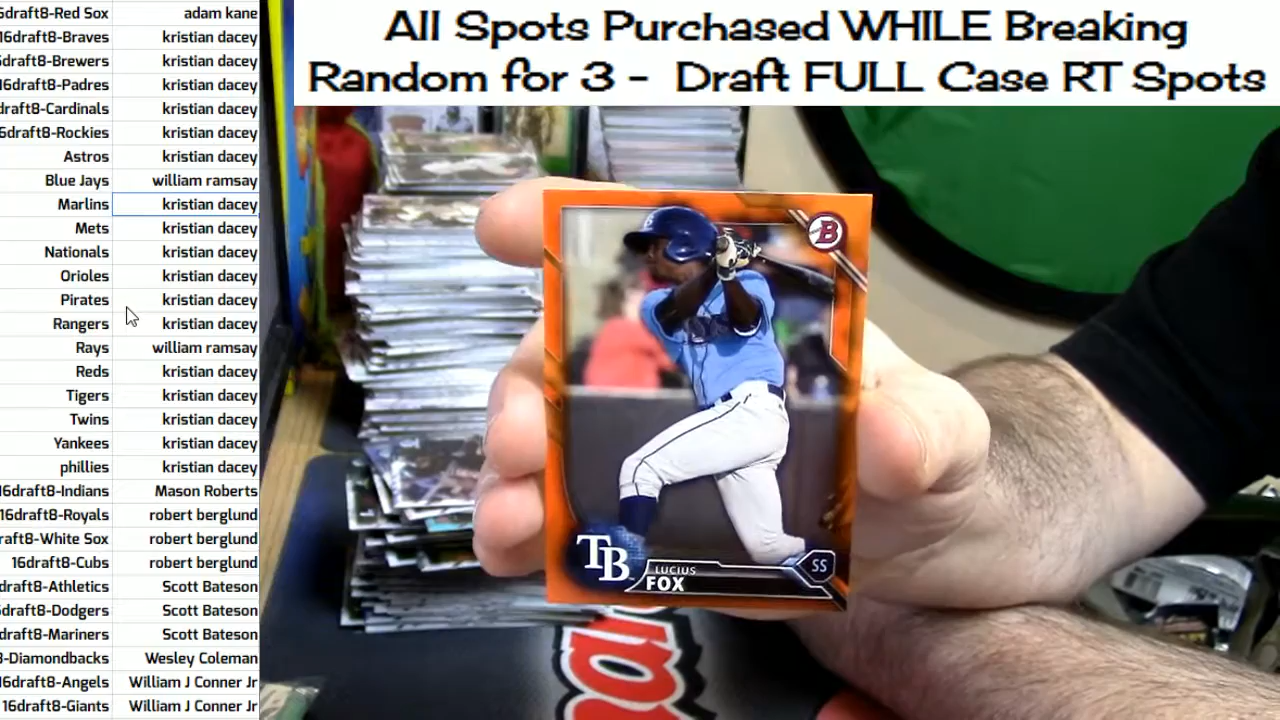 All Spots Purchased WHILE Breaking
Random for 3 - Draft FULL Case RT Spots
6draft8-Red Sox adam kane
16draft8-Braves kristian dacey
6draft8-Brewers kristian dacey
16draft8-Padres kristian dacey
draft8-Cardinals kristian dacey
6draft8-Rockies kristian dacey
Astros kristian dacey
Blue Jays william ramsay
Marlins kristian dacey
Mets kristian dacey
Nationals kristian dacey
Orioles kristian dacey
Pirates kristian dacey
Rangers kristian dacey
Rays william ramsay
Reds kristian dacey
Tigers kristian dacey
Twins kristian dacey
Yankees kristian dacey
phillies kristian dacey
16draft8-Indians Mason Roberts
16draft8-Royals robert berglund
raft8-White Sox robert berglund
16draft8-Cubs robert berglund
draft8-Athletics Scott Bateson
6draft8-Dodgers Scott Bateson
draft8-Mariners Scott Bateson
8-Diamondbacks Wesley Coleman
16draft8-Angels William J Conner Jr
16draft8-Giants William J Conner Jr
B
TB
LUCIUS
FOX
SS